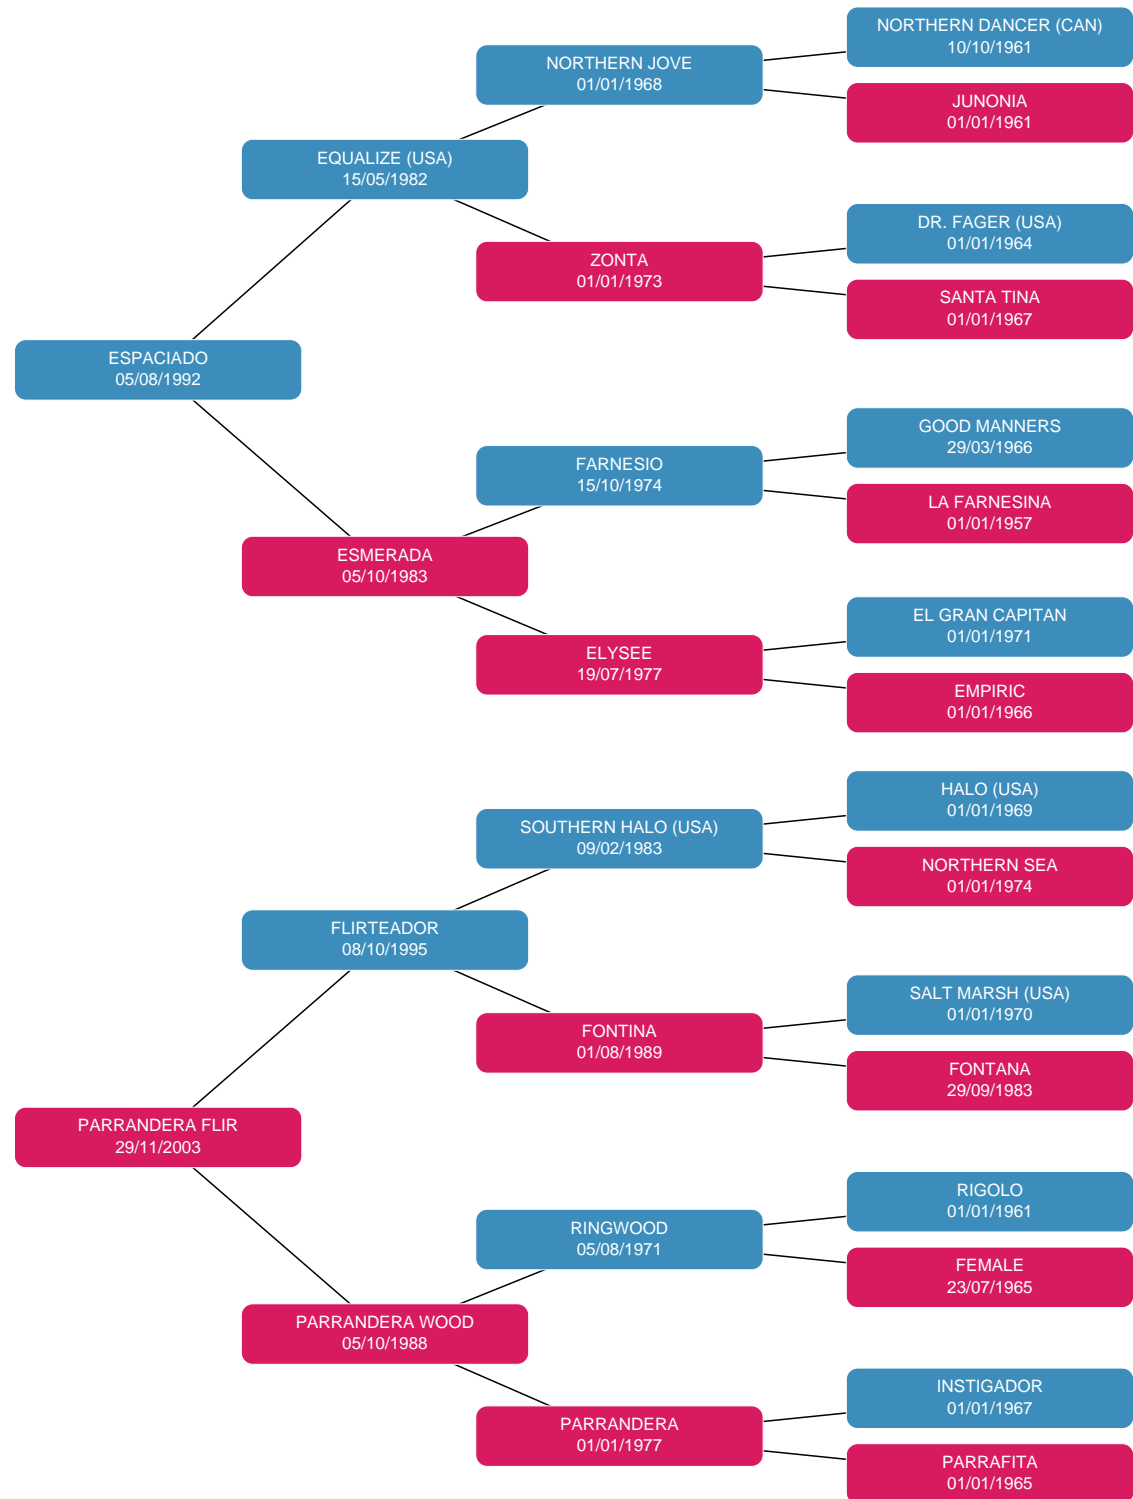 NORTHERN DANCER (CAN)
10/10/1961
NORTHERN JOVE
01/01/1968
JUNONIA
01/01/1961
EQUALIZE (USA)
15/05/1982
DR. FAGER (USA)
01/01/1964
ZONTA
01/01/1973
SANTA TINA
01/01/1967
ESPACIADO
05/08/1992
GOOD MANNERS
29/03/1966
FARNESIO
15/10/1974
LA FARNESINA
01/01/1957
ESMERADA
05/10/1983
EL GRAN CAPITAN
01/01/1971
ELYSEE
19/07/1977
EMPIRIC
01/01/1966
HALO (USA)
01/01/1969
SOUTHERN HALO (USA)
09/02/1983
NORTHERN SEA
01/01/1974
FLIRTEADOR
08/10/1995
SALT MARSH (USA)
01/01/1970
FONTINA
01/08/1989
FONTANA
29/09/1983
PARRANDERA FLIR
29/11/2003
RIGOLO
01/01/1961
RINGWOOD
05/08/1971
FEMALE
23/07/1965
PARRANDERA WOOD
05/10/1988
INSTIGADOR
01/01/1967
PARRANDERA
01/01/1977
PARRAFITA
01/01/1965